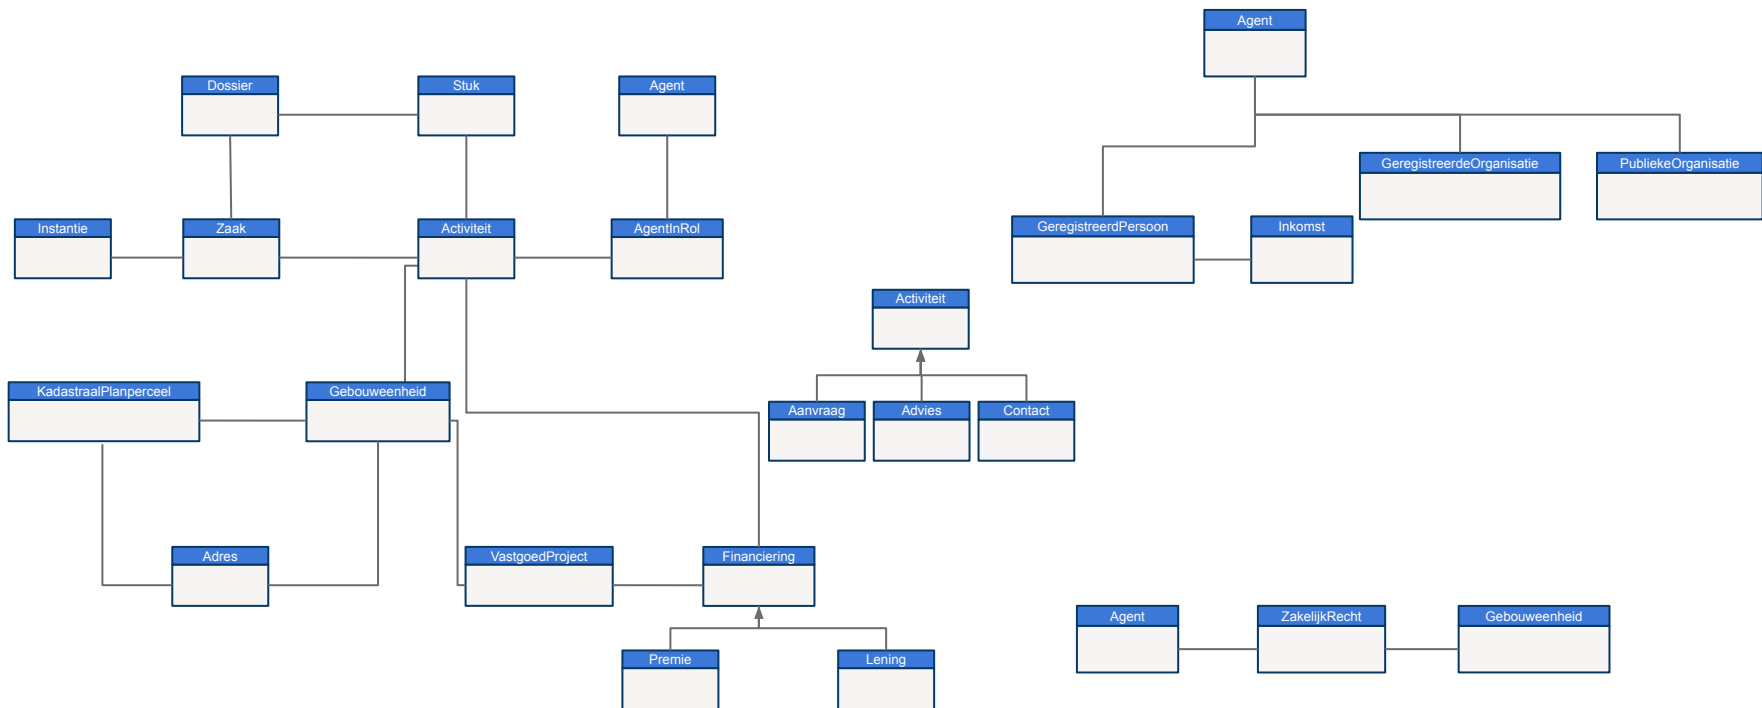 Agent
Dossier
Stuk
Agent
GeregistreerdeOrganisatie
PubliekeOrganisatie
Instantie
Zaak
Activiteit
AgentInRol
GeregistreerdPersoon
Inkomst
Activiteit
KadastraalPlanperceel
Gebouweenheid
Aanvraag
Advies
Contact
Adres
VastgoedProject
Financiering
Agent
ZakelijkRecht
Gebouweenheid
Premie
Lening